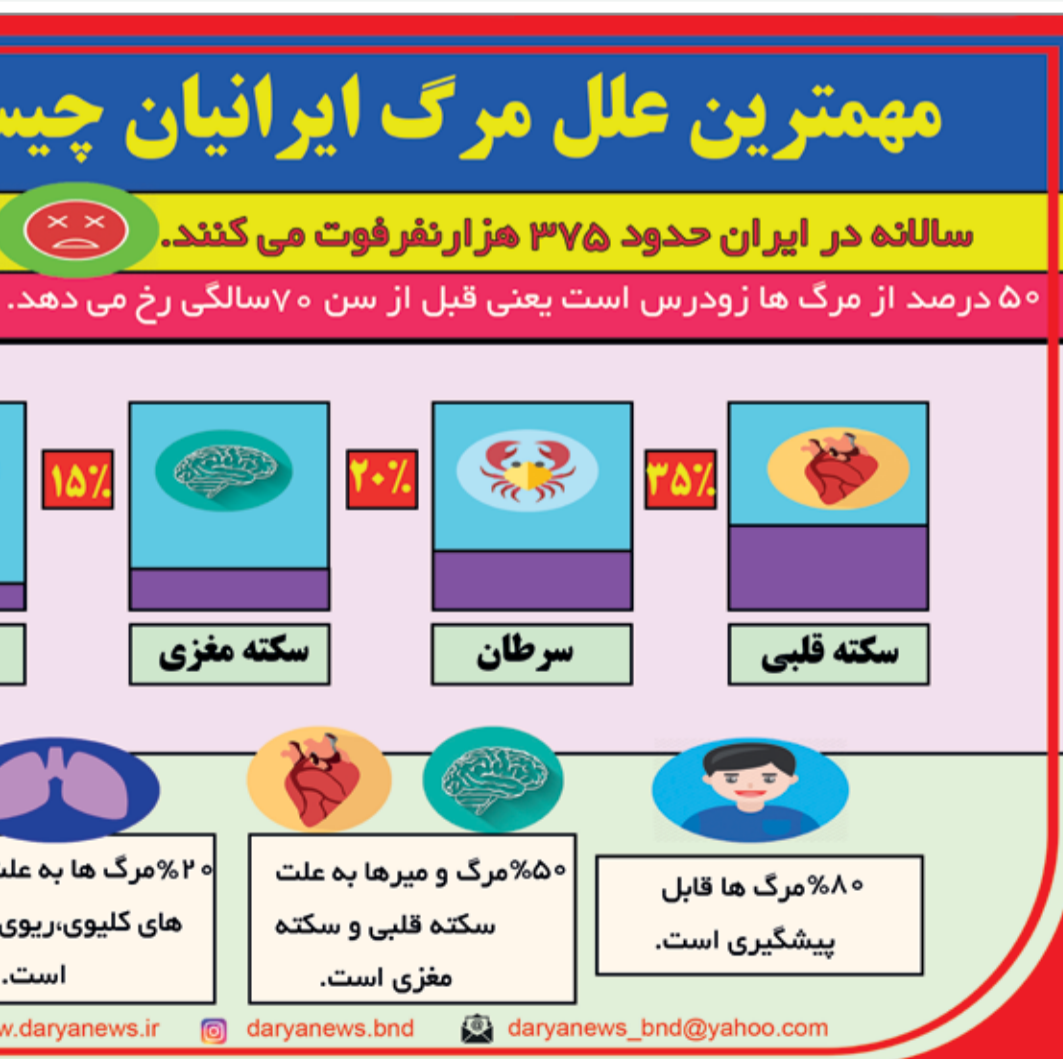 مهمترین علل مرگ ایرانیان
سالانه در ایران حدود ۳۷۵ هزارنفرفوت می کنند.
۵۰ درصد از مرگ ها زودرس است یعنی قبل از سن ۷۰سالگی رخ می دهد.
۳۵٪
۲۰٪
۱۵٪
سکته قلبی
سرطان
سکته مغزی
۸۰%مرگ ها قابل
پیشگیری است.
۵۰%مرگ و میرها به علت
سکته قلبی و سکته
مغزی است.
۲۰%مرگ ها به
های کلیوی،ریوی
است.
daryanews_bnd@yahoo.com
daryanews.bnd
w.daryanews.ir